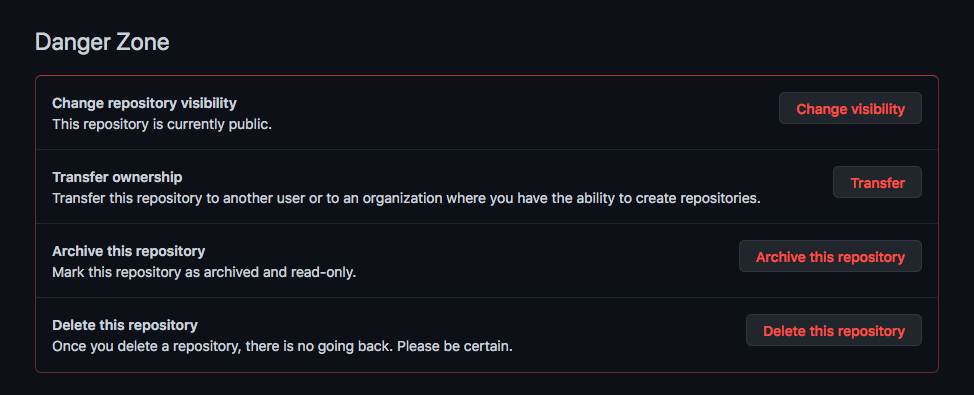 Danger Zone
Change repository visibility
This repository is currently public.
Change visibility
Transfer ownership
Transfer this repository to another user or to an organization where you have the ability to create repositories.
Transfer
Archive this repository
Mark this repository as archived and read-only.
Archive this repository
Delete this repository
Once you delete a repository, there is no going back. Please be certain.
Delete this repository